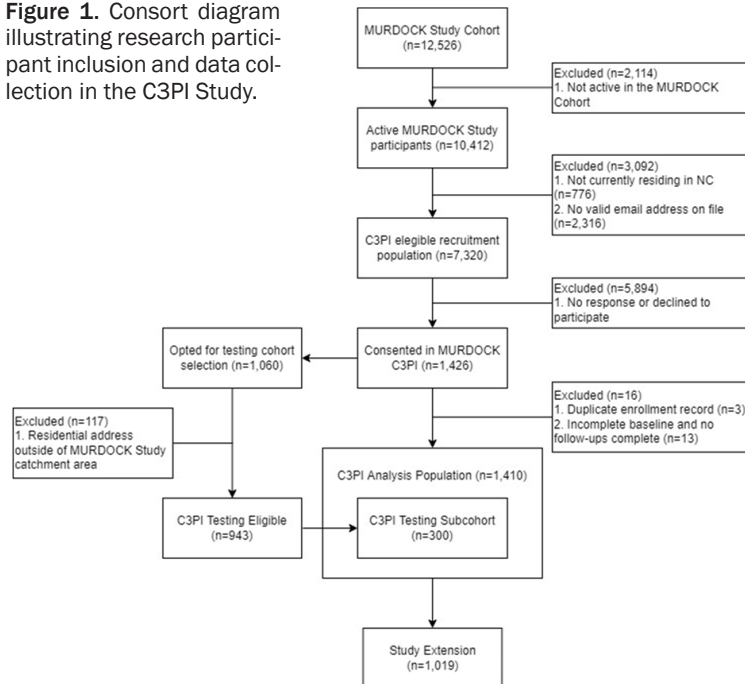 Figure 1. Consort diagram
illustrating research partici-
pant inclusion and data col-
lection in the C3PI Study.
MURDOCK Study Cohort
(n=12,526)
Excluded (n=2,114)
1. Not active in the MURDOCK
Cohort
Active MURDOCK Study
participants (n=10,412)
Excluded (n=3,092)
1. Not currently residing in NC
(n=776)
2. No valid email address on file
(n=2,316)
C3PI elegible recruitment
population (n=7,320)
Excluded (n=5,894)
1. No response or declined to
participate
Opted for testing cohort
selection (n=1,060)
Consented in MURDOCK
C3PI (n=1,426)
Excluded (n=16)
1. Duplicate enrollment record (n=3)
2. Incomplete baseline and no
follow-ups complete (n=13)
Excluded (n=117)
1. Residential address
outside of MURDOCK Study
catchment area
C3PI Analysis Population (n=1,410)
C3PI Testing Eligible
(n=943)
C3PI Testing Subcohort
(n=300)
Study Extension
(n=1,019)